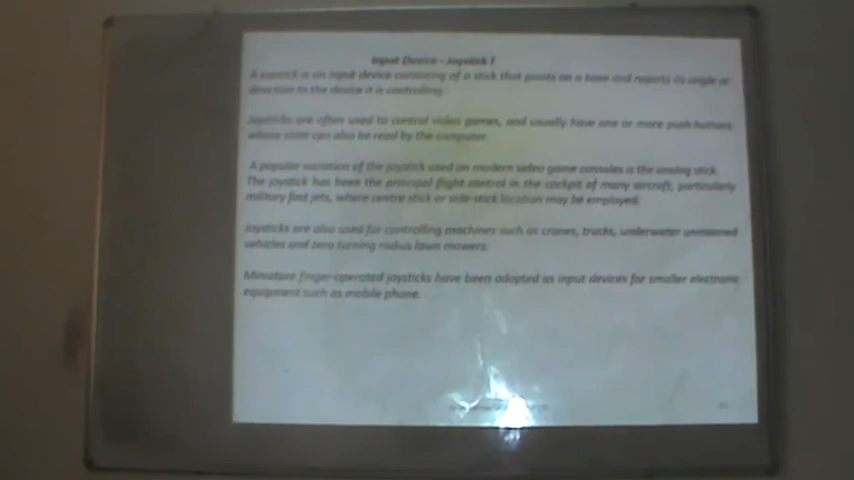 Input Device - Joystick !
A joystick is an input device consisting of a stick that pivots on a base and reports its angle or
direction to the device it is controlling.
Joysticks are often used to control video games, and usually have one or more push-buttons
whose state can also be read by the computer.
A popular variation of the joystick used on modern video game consoles is the analog stick.
The joystick has been the principal flight control in the cockpit of many aircraft, particularly
military fast jets, where centre stick or side-stick location may be employed.
Joysticks are also used for controlling machines such as cranes, trucks, underwater unmanned
vehicles and zero turning radius lawn mowers.
Miniature finger-operated joysticks have been adopted as input devices for smaller electronic
equipment such as mobile phone.